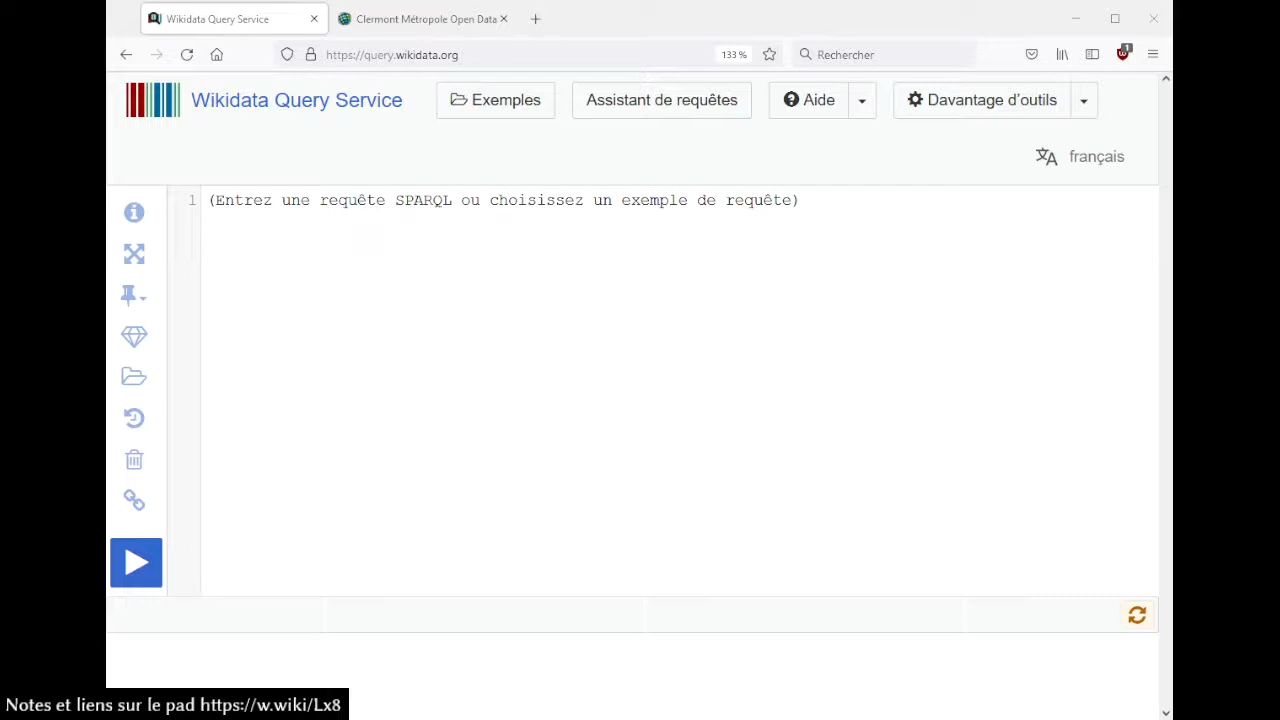 Wikidata Query Service
Clermont Métropole Open Data
https://query.wikidata.org
133 %
Rechercher
1
Wikidata Query Service
Exemples
Assistant de requêtes
Aide
Davantage d'outils
français
1 (Entrez une requête SPARQL ou choisissez un exemple de requête)
Notes et liens sur le pad https://w.wiki/Lx8